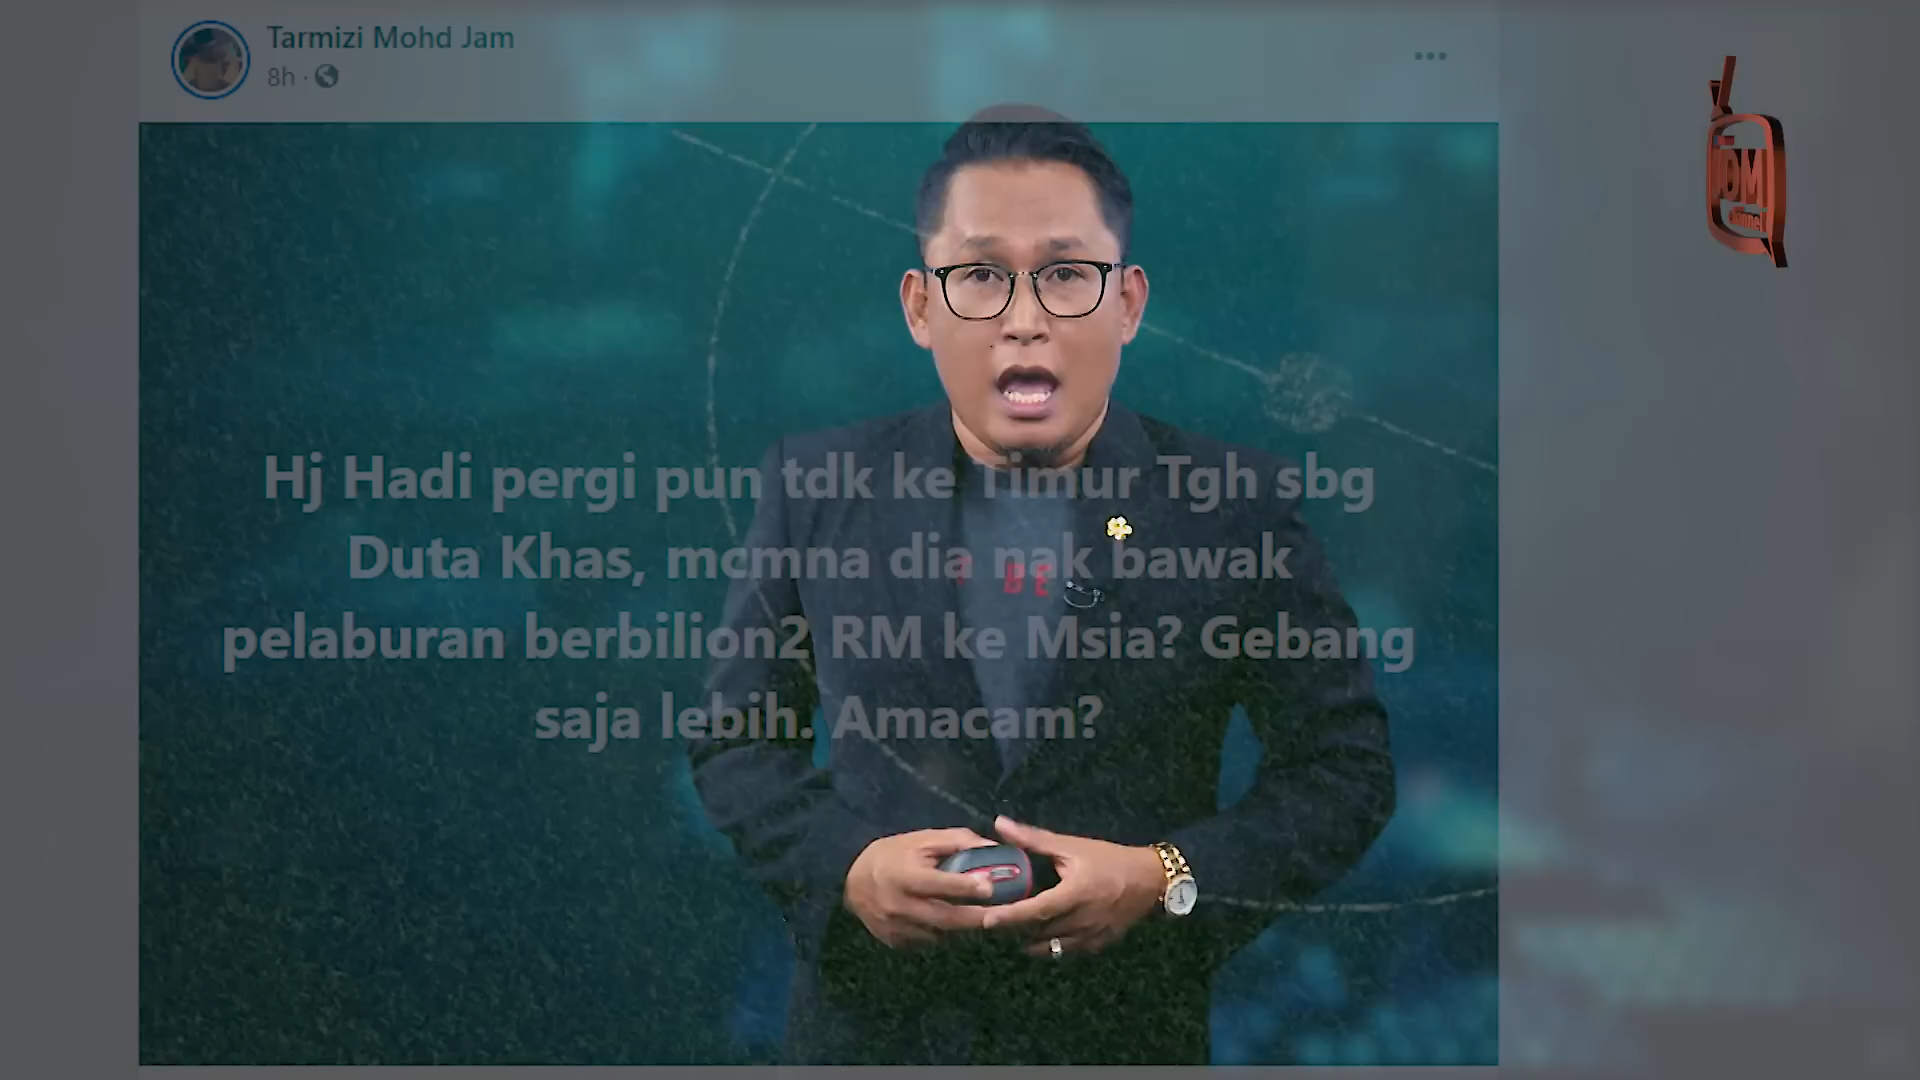 Tarmizi Mohd Jam
8h ·
Hj Hadi pergi pun tdk ke Timur Tgh sbg
Duta Khas, mcmna dia nak bawak
pelaburan berbilion2 RM ke Msia? Gebang
saja lebih. Amacam?
BE